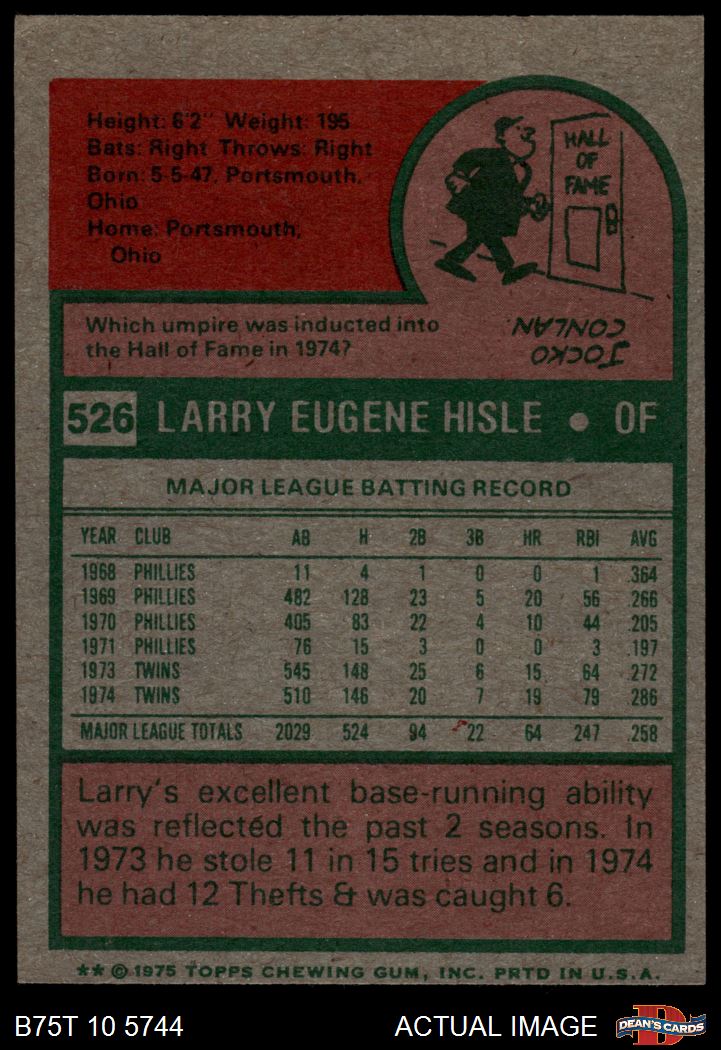 Height: 6'2" Weight: 195
Bats: Right Throws: Right
Born: 5-5-47, Portsmouth,
Ohio
Home: Portsmouth,
Ohio
HALL
OF
FAME
Which umpire was inducted into
the Hall of Fame in 1974?
JOCKO
CONLAN.
526 LARRY EUGENE HISLE • OF
MAJOR LEAGUE BATTING RECORD
YEAR CLUB AB H 2B 3B HR RBI AVG
1968 PHILLIES 11 4 1 0 0 1 .364
1969 PHILLIES 482 128 23 5 20 56 .266
1970 PHILLIES 405 83 22 4 10 44 .205
1971 PHILLIES 76 15 3 0 0 3 .197
1973 TWINS 545 148 25 6 15 64 .272
1974 TWINS 510 146 20 7 19 79 .286
MAJOR LEAGUE TOTALS 2029 524 94 22 64 247 .258
Larry's excellent base-running ability
was reflected the past 2 seasons. In
1973 he stole 11 in 15 tries and in 1974
he had 12 Thefts & was caught 6.
** © 1975 TOPPS CHEWING GUM, INC. PRTD IN U.S.A.
B75T 10 5744 ACTUAL IMAGE
D
DEAN'S CARDS